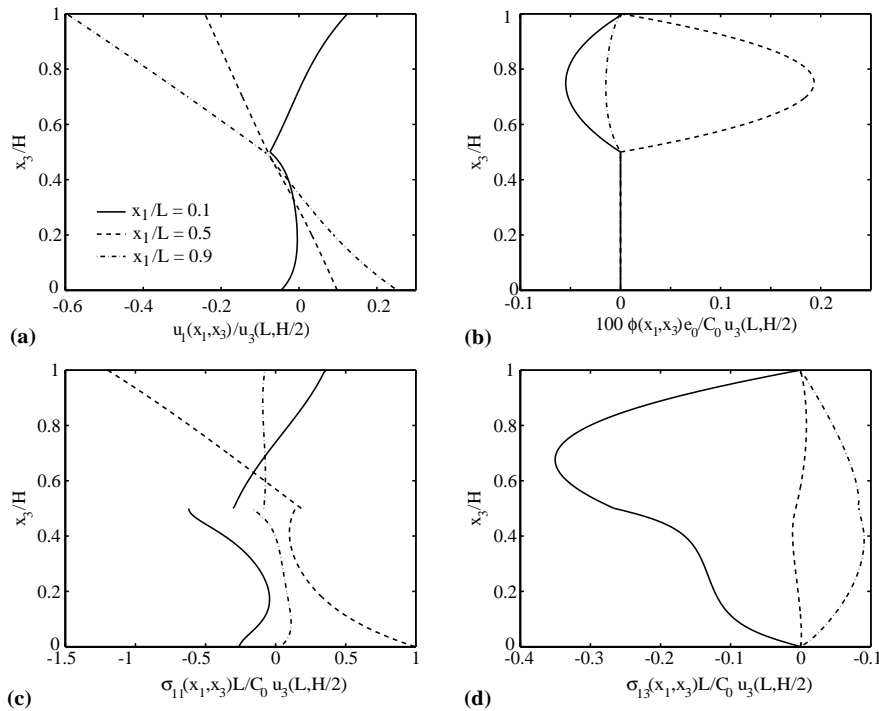 1
0.8
0.6
0.4
0.2
0
x3/H
x1/L = 0.1
x1/L = 0.5
x1/L = 0.9
-0.6 -0.4 -0.2 0 0.2
(a) u1(x1,x3)/u3(L,H/2)
1
0.8
0.6
0.4
0.2
0
x3/H
-0.1 0 0.1 0.2
(b) 100 ϕ(x1,x3)e0/C0 u3(L,H/2)
1
0.8
0.6
0.4
0.2
0
x3/H
-1.5 -1 -0.5 0 0.5 1
(c) σ11(x1,x3)L/C0 u3(L,H/2)
1
0.8
0.6
0.4
0.2
0
x3/H
-0.4 -0.3 -0.2 -0.1 0 -0.1
(d) σ13(x1,x3)L/C0 u3(L,H/2)